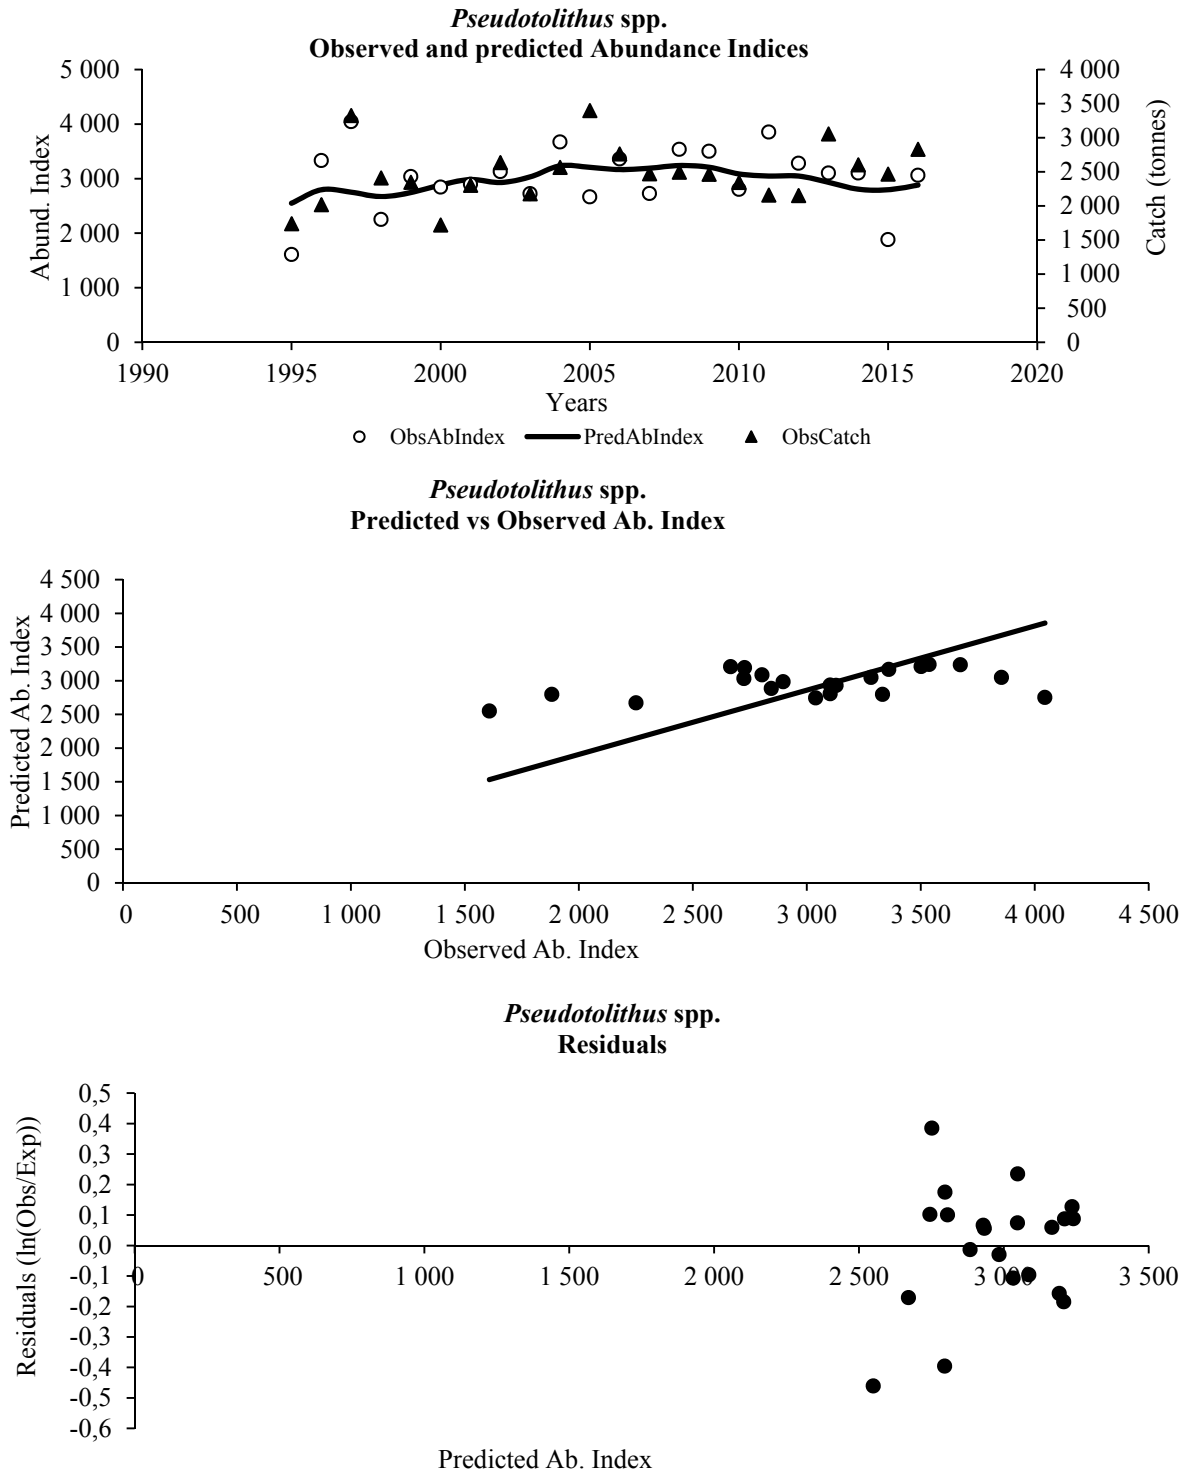 Pseudotolithus spp.
Observed and predicted Abundance Indices
5 000
4 000
3 000
2 000
1 000
0
Abund. Index
4 000
3 500
3 000
2 500
2 000
1 500
1 000
500
0
Catch (tonnes)
1990 1995 2000 2005 2010 2015 2020
Years
ObsAbIndex PredAbIndex ObsCatch
Pseudotolithus spp.
Predicted vs Observed Ab. Index
4 500
4 000
3 500
3 000
2 500
2 000
1 500
1 000
500
0
Predicted Ab. Index
0 500 1 000 1 500 2 000 2 500 3 000 3 500 4 000 4 500
Observed Ab. Index
Pseudotolithus spp.
Residuals
0,5
0,4
0,3
0,2
0,1
0,0
-0,1
-0,2
-0,3
-0,4
-0,5
-0,6
Residuals (ln(Obs/Exp))
0 500 1 000 1 500 2 000 2 500 3 000 3 500
Predicted Ab. Index